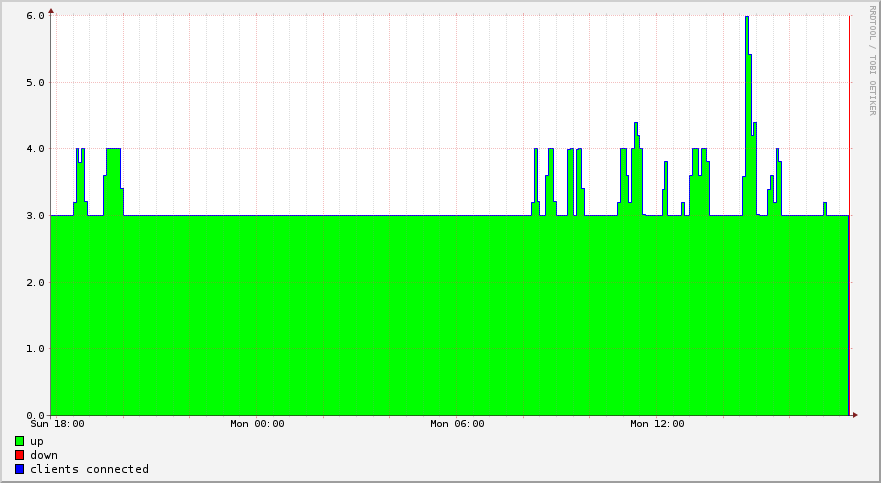 RRDTOOL / TOBI OETIKER
6.0
5.0
4.0
3.0
2.0
1.0
0.0
Sun 18:00 Mon 00:00 Mon 06:00 Mon 12:00
up
down
clients connected